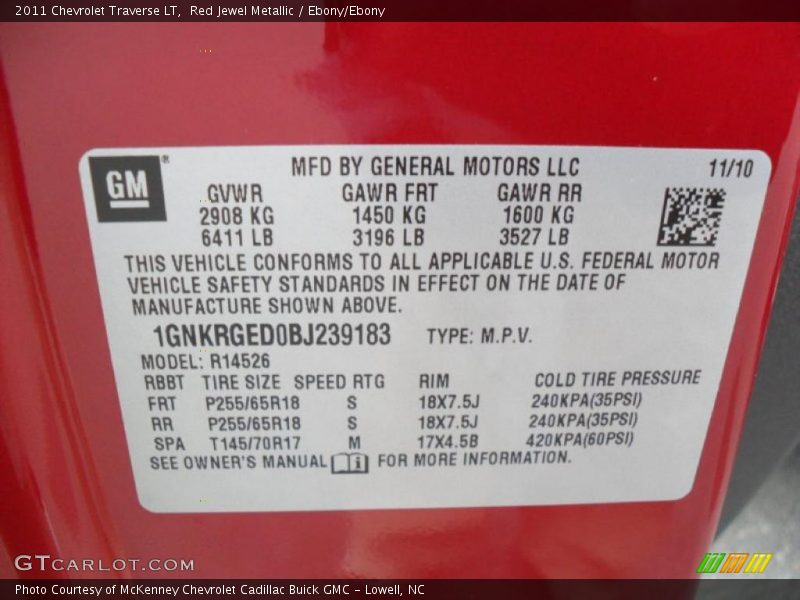 2011 Chevrolet Traverse LT, Red Jewel Metallic / Ebony/Ebony
GM®
MFD BY GENERAL MOTORS LLC 11/10
GVWR GAWR FRT GAWR RR
2908 KG 1450 KG 1600 KG
6411 LB 3196 LB 3527 LB
THIS VEHICLE CONFORMS TO ALL APPLICABLE U.S. FEDERAL MOTOR
VEHICLE SAFETY STANDARDS IN EFFECT ON THE DATE OF
MANUFACTURE SHOWN ABOVE.
1GNKRGED0BJ239183 TYPE: M.P.V.
MODEL: R14526
RBBT TIRE SIZE SPEED RTG RIM COLD TIRE PRESSURE
FRT P255/65R18 S 18X7.5J 240KPA(35PSI)
RR P255/65R18 S 18X7.5J 240KPA(35PSI)
SPA T145/70R17 M 17X4.5B 420KPA(60PSI)
SEE OWNER'S MANUAL i FOR MORE INFORMATION.
GTCARLOT.COM
Photo Courtesy of McKenney Chevrolet Cadillac Buick GMC - Lowell, NC